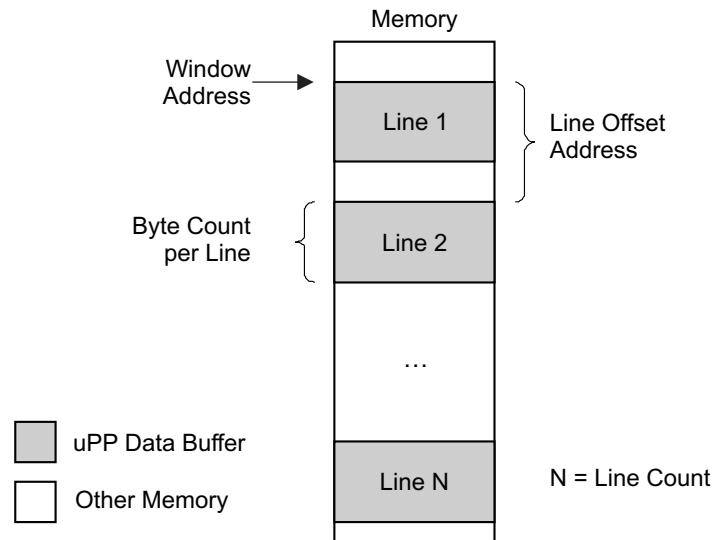 Memory
Window
Address
Line 1
Line Offset
Address
Byte Count
per Line
Line 2
...
uPP Data Buffer
Line N
N = Line Count
Other Memory